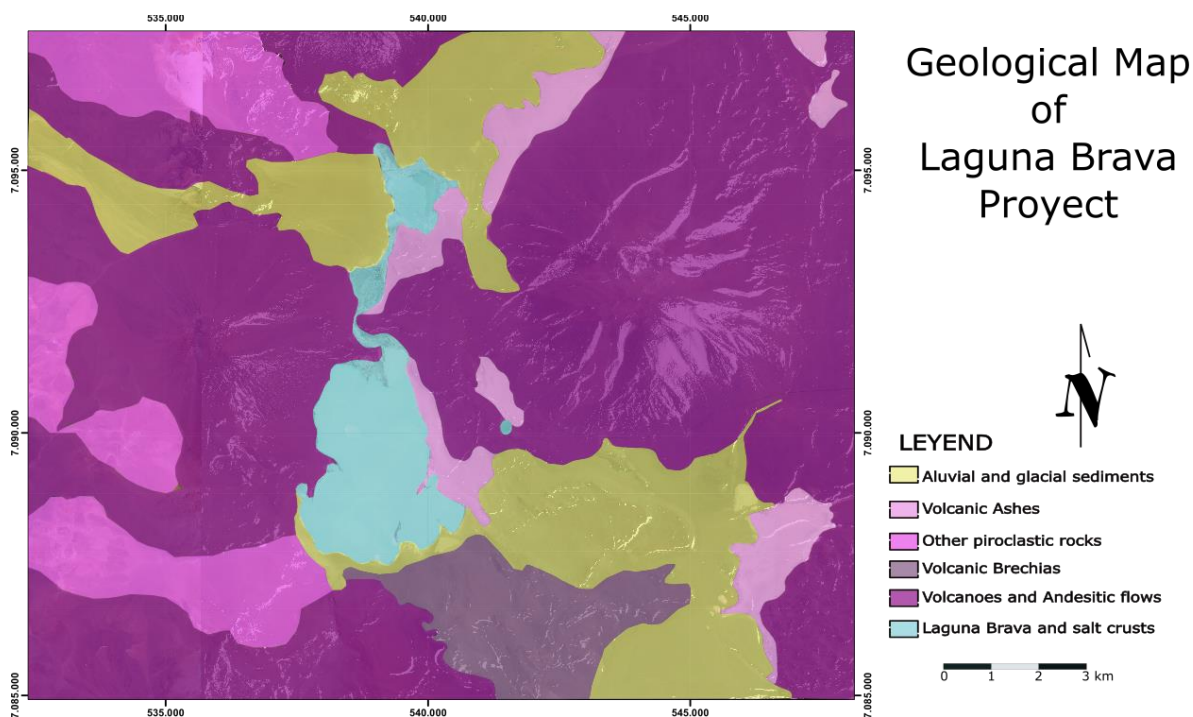 535.000
540.000
545.000
Geological Map
of
Laguna Brava
Proyect
7.095.000
7.095.000
N
7.090.000
7.090.000
LEYEND
Aluvial and glacial sediments
Volcanic Ashes
Other piroclastic rocks
Volcanic Brechias
Volcanoes and Andesitic flows
Laguna Brava and salt crusts
0 1 2 3 km
7.085.000
7.085.000
535.000
540.000
545.000